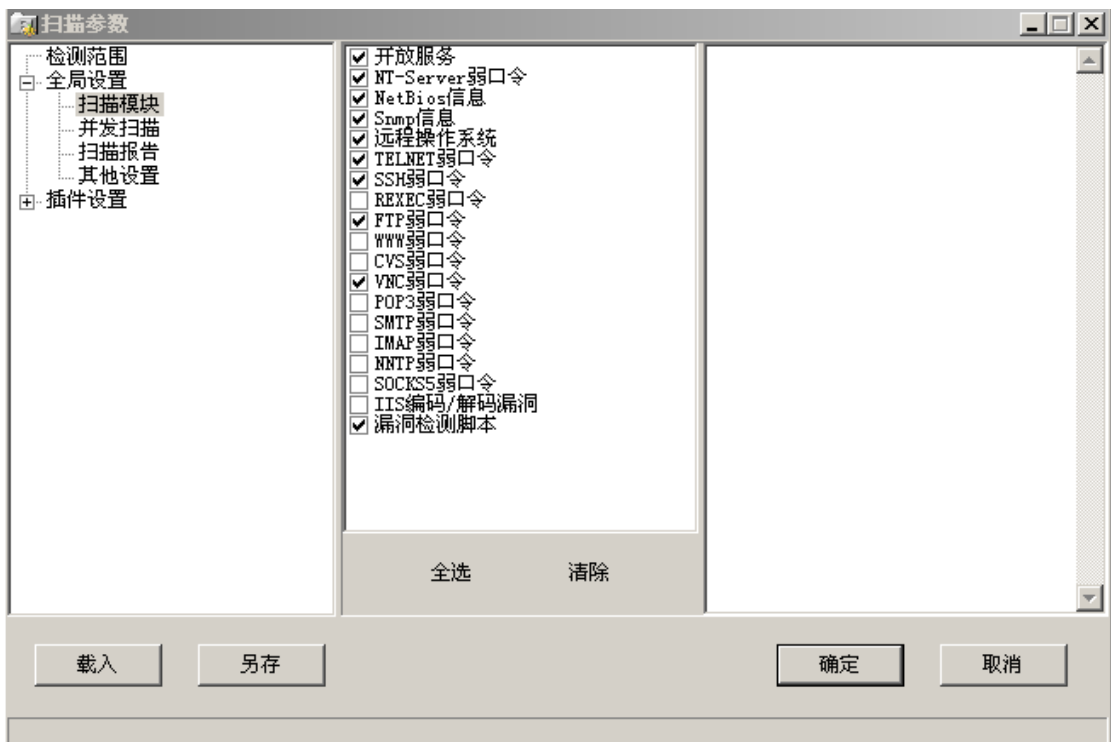 扫描参数
检测范围
全局设置
扫描模块
并发扫描
扫描报告
其他设置
插件设置
开放服务
NT-Server弱口令
NetBios信息
Snmp信息
远程操作系统
TELNET弱口令
SSH弱口令
REXEC弱口令
FTP弱口令
WWW弱口令
CVS弱口令
VNC弱口令
POP3弱口令
SMTP弱口令
IMAP弱口令
NNTP弱口令
SOCKS5弱口令
IIS编码/解码漏洞
漏洞检测脚本
全选 清除
载入 另存 确定 取消